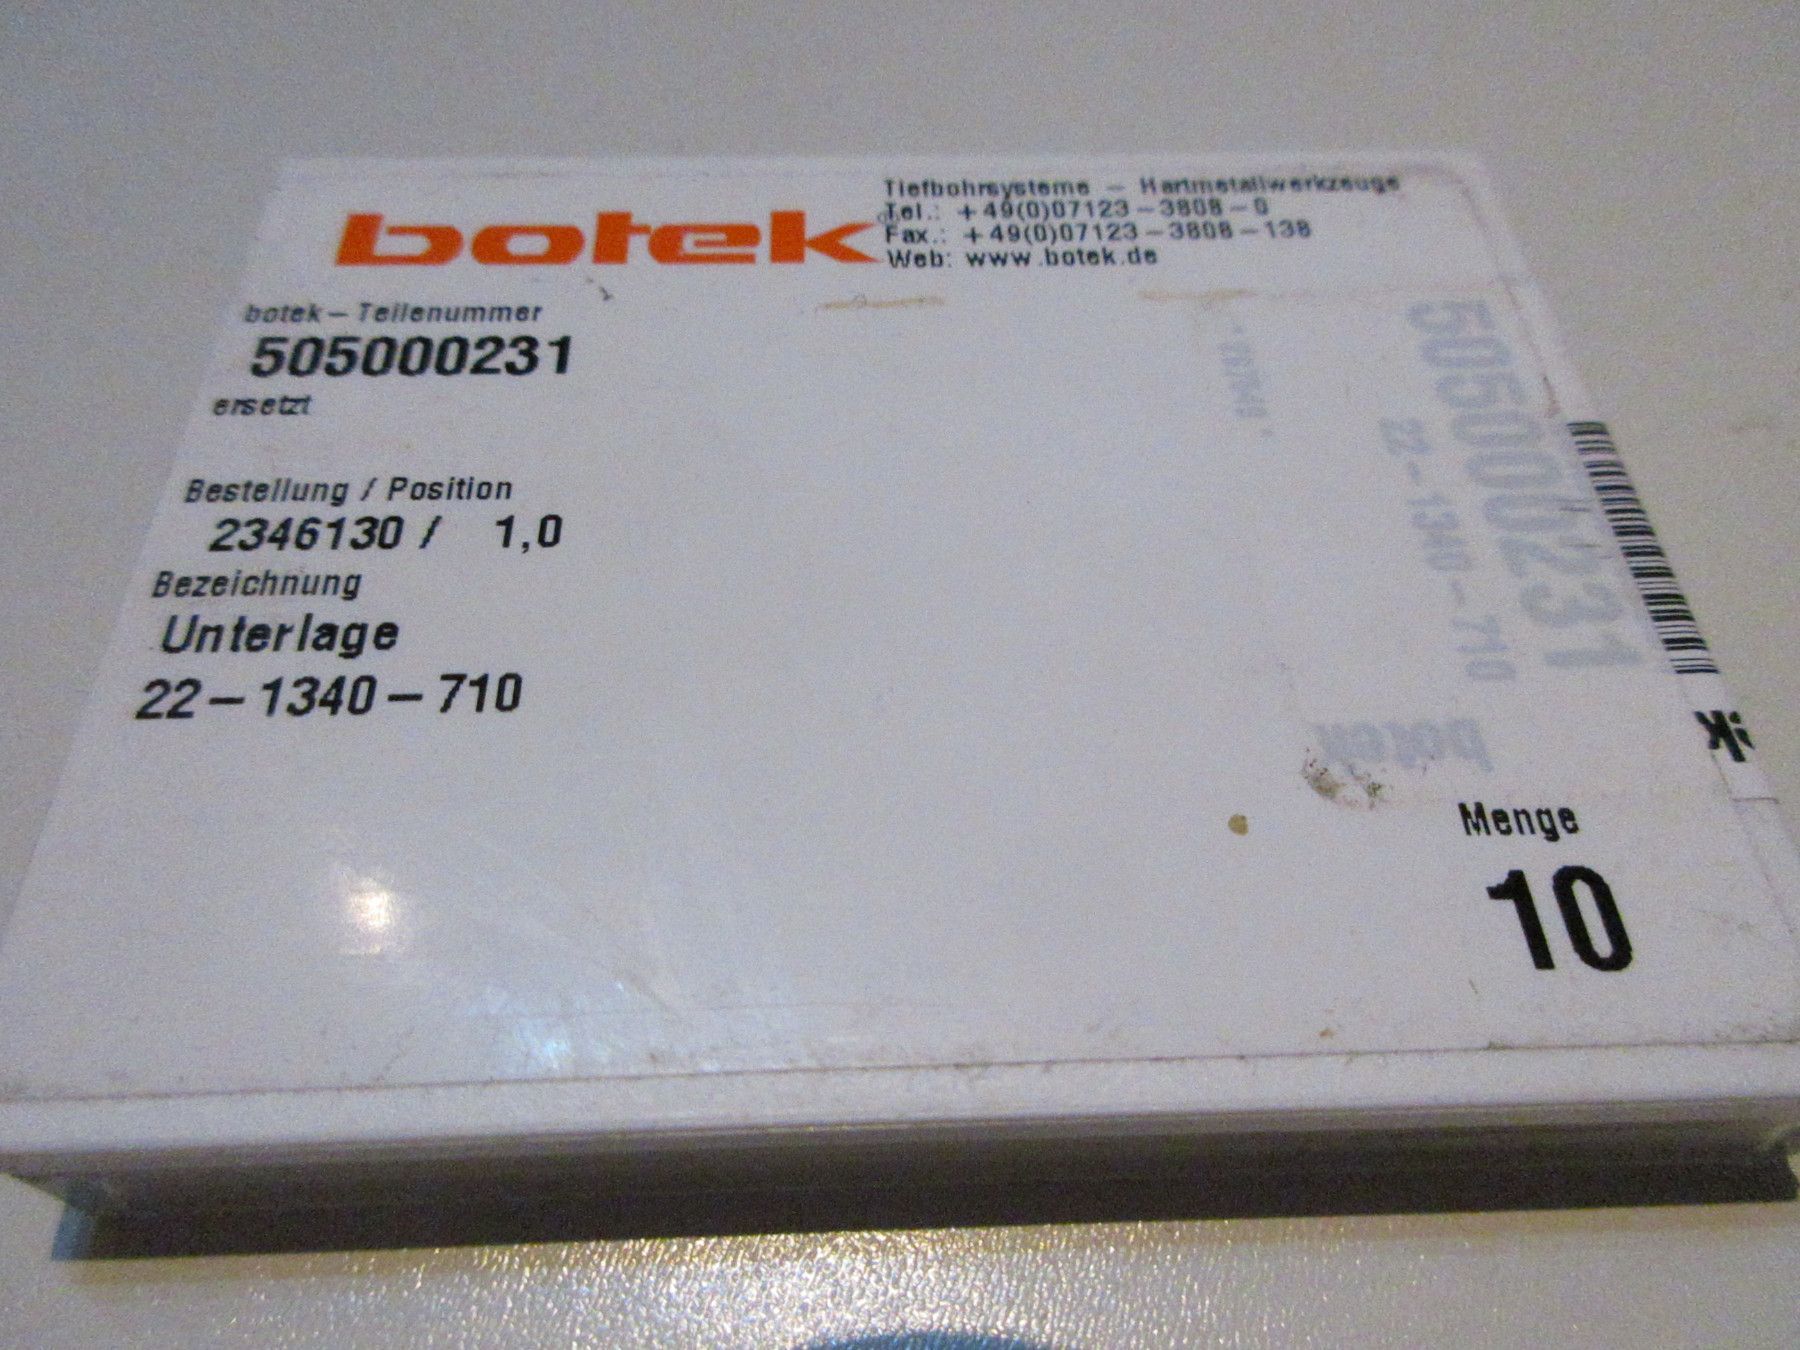 botek
Tiefbohrsysteme - Hartmetallwerkzeuge
Tel.: +49(0)07123-3808-0
Fax.: +49(0)07123-3808-138
Web: www.botek.de
botek-Teilenummer
505000231
ersetzt
Bestellung / Position
2346130 / 1,0
Bezeichnung
Unterlage
22-1340-710
Menge
10
505000231
22-1340-710
botek